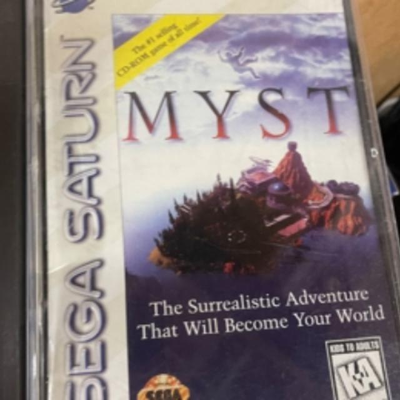 SEGA SATURN™
The #1 selling
CD-ROM game of all time!
MYST
The Surrealistic Adventure
That Will Become Your World
KIDS TO ADULTS
K-A
SEGA